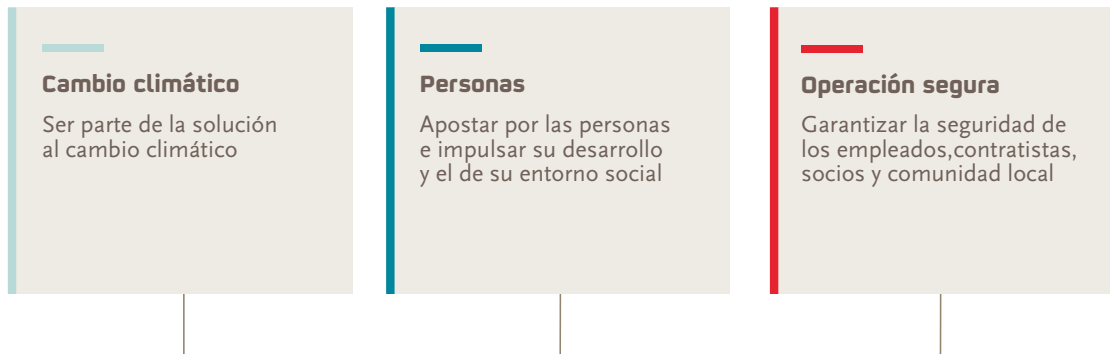 Cambio climático
Ser parte de la solución
al cambio climático
Personas
Apostar por las personas
e impulsar su desarrollo
y el de su entorno social
Operación segura
Garantizar la seguridad de
los empleados,contratistas,
socios y comunidad local